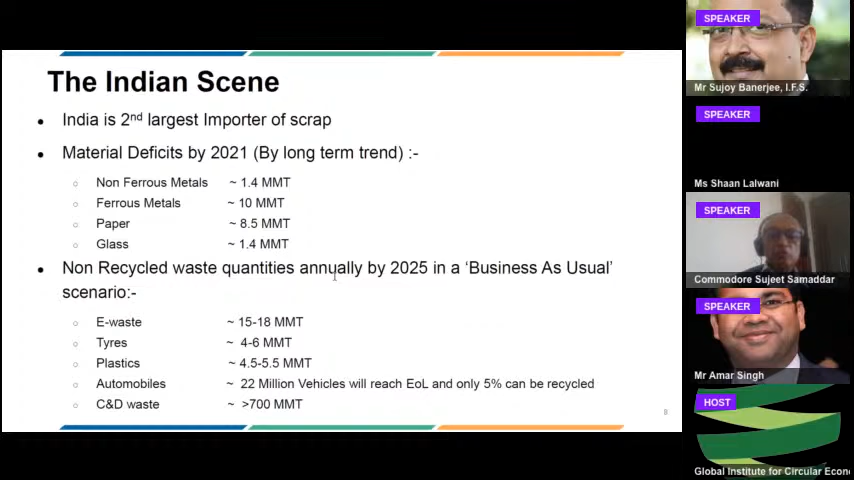 The Indian Scene
• India is 2nd largest Importer of scrap
• Material Deficits by 2021 (By long term trend) :-
○ Non Ferrous Metals ~ 1.4 MMT
○ Ferrous Metals ~ 10 MMT
○ Paper ~ 8.5 MMT
○ Glass ~ 1.4 MMT
• Non Recycled waste quantities annually by 2025 in a ‘Business As Usual’
scenario:-
○ E-waste ~ 15-18 MMT
○ Tyres ~ 4-6 MMT
○ Plastics ~ 4.5-5.5 MMT
○ Automobiles ~ 22 Million Vehicles will reach EoL and only 5% can be recycled
○ C&D waste ~ >700 MMT
8
SPEAKER
Mr Sujoy Banerjee, I.F.S.
SPEAKER
Ms Shaan Lalwani
SPEAKER
Commodore Sujeet Samaddar
SPEAKER
Mr Amar Singh
HOST
Global Institute for Circular Econ